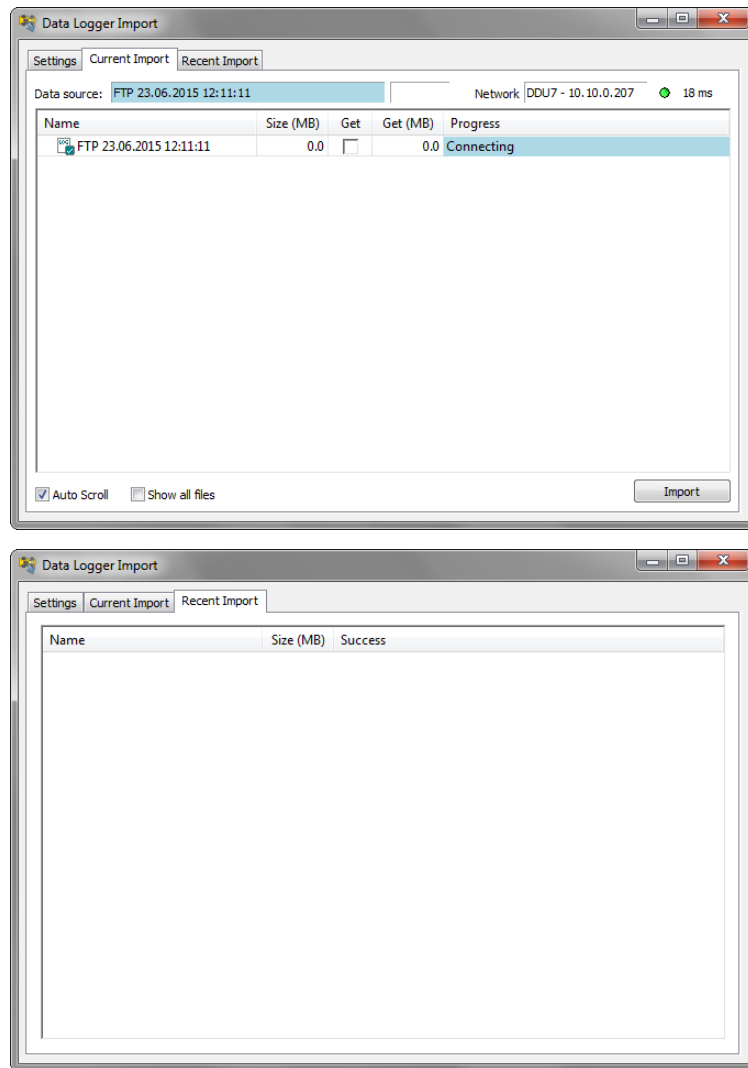 Data Logger Import
Settings Current Import Recent Import
Data source: FTP 23.06.2015 12:11:11 Network DDU7 - 10.10.0.207 18 ms
Name Size (MB) Get Get (MB) Progress
LOG FTP 23.06.2015 12:11:11 0.0 0.0 Connecting
Auto Scroll Show all files Import
Data Logger Import
Settings Current Import Recent Import
Name Size (MB) Success